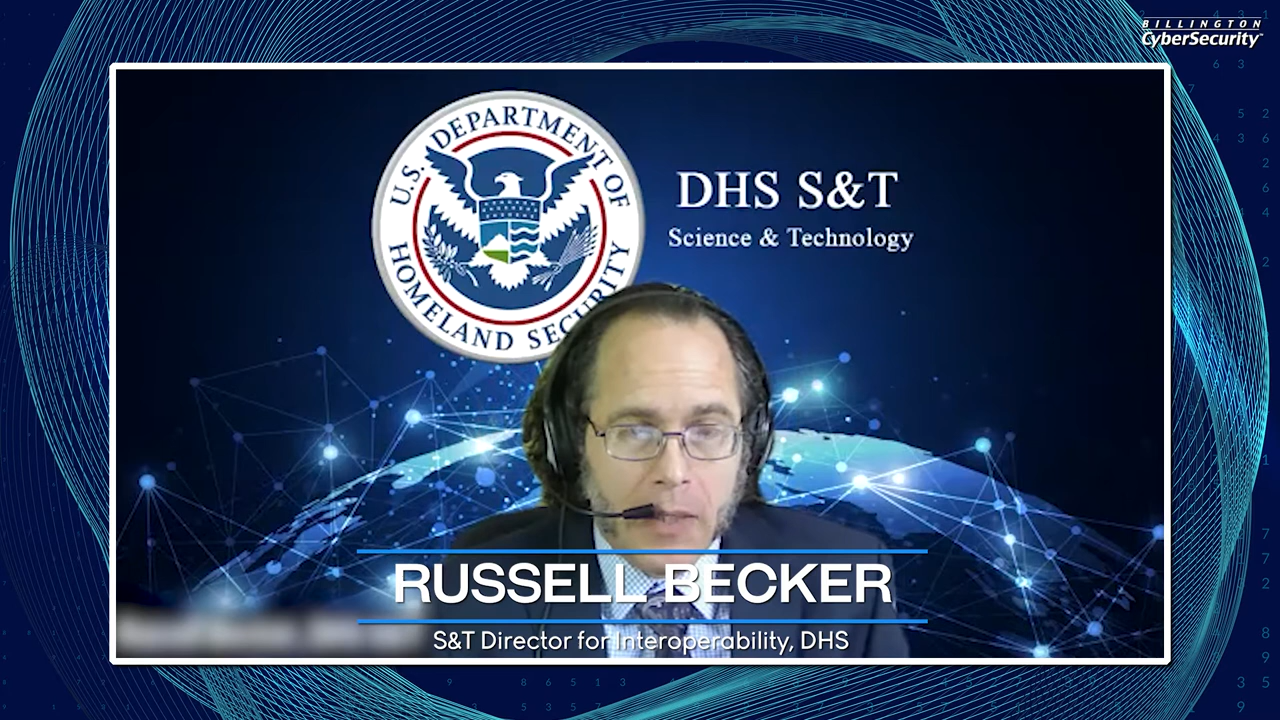 BILLINGTON
CyberSecurity
U.S. DEPARTMENT OF
HOMELAND SECURITY
DHS S&T
Science & Technology
RUSSELL BECKER
S&T Director for Interoperability, DHS